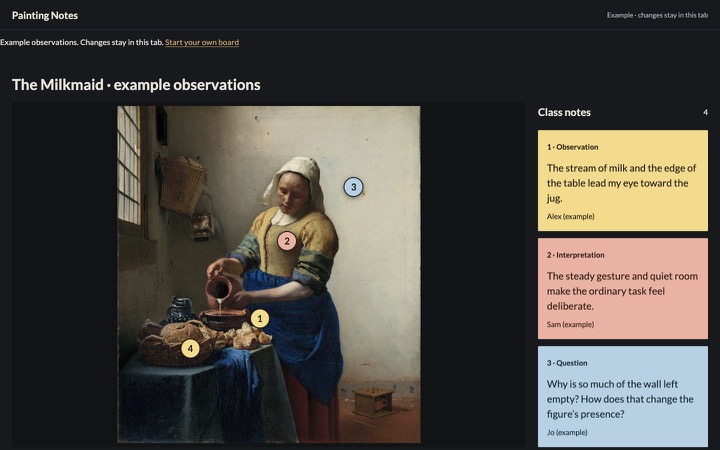 Painting Notes
Example · changes stay in this tab
Example observations. Changes stay in this tab. Start your own board
The Milkmaid · example observations
Class notes
4
1 · Observation
The stream of milk and the edge of
the table lead my eye toward the
jug.
Alex (example)
2 · Interpretation
The steady gesture and quiet room
make the ordinary task feel
deliberate.
Sam (example)
3 · Question
Why is so much of the wall left
empty? How does that change the
figure's presence?
Jo (example)
3
2
1
4